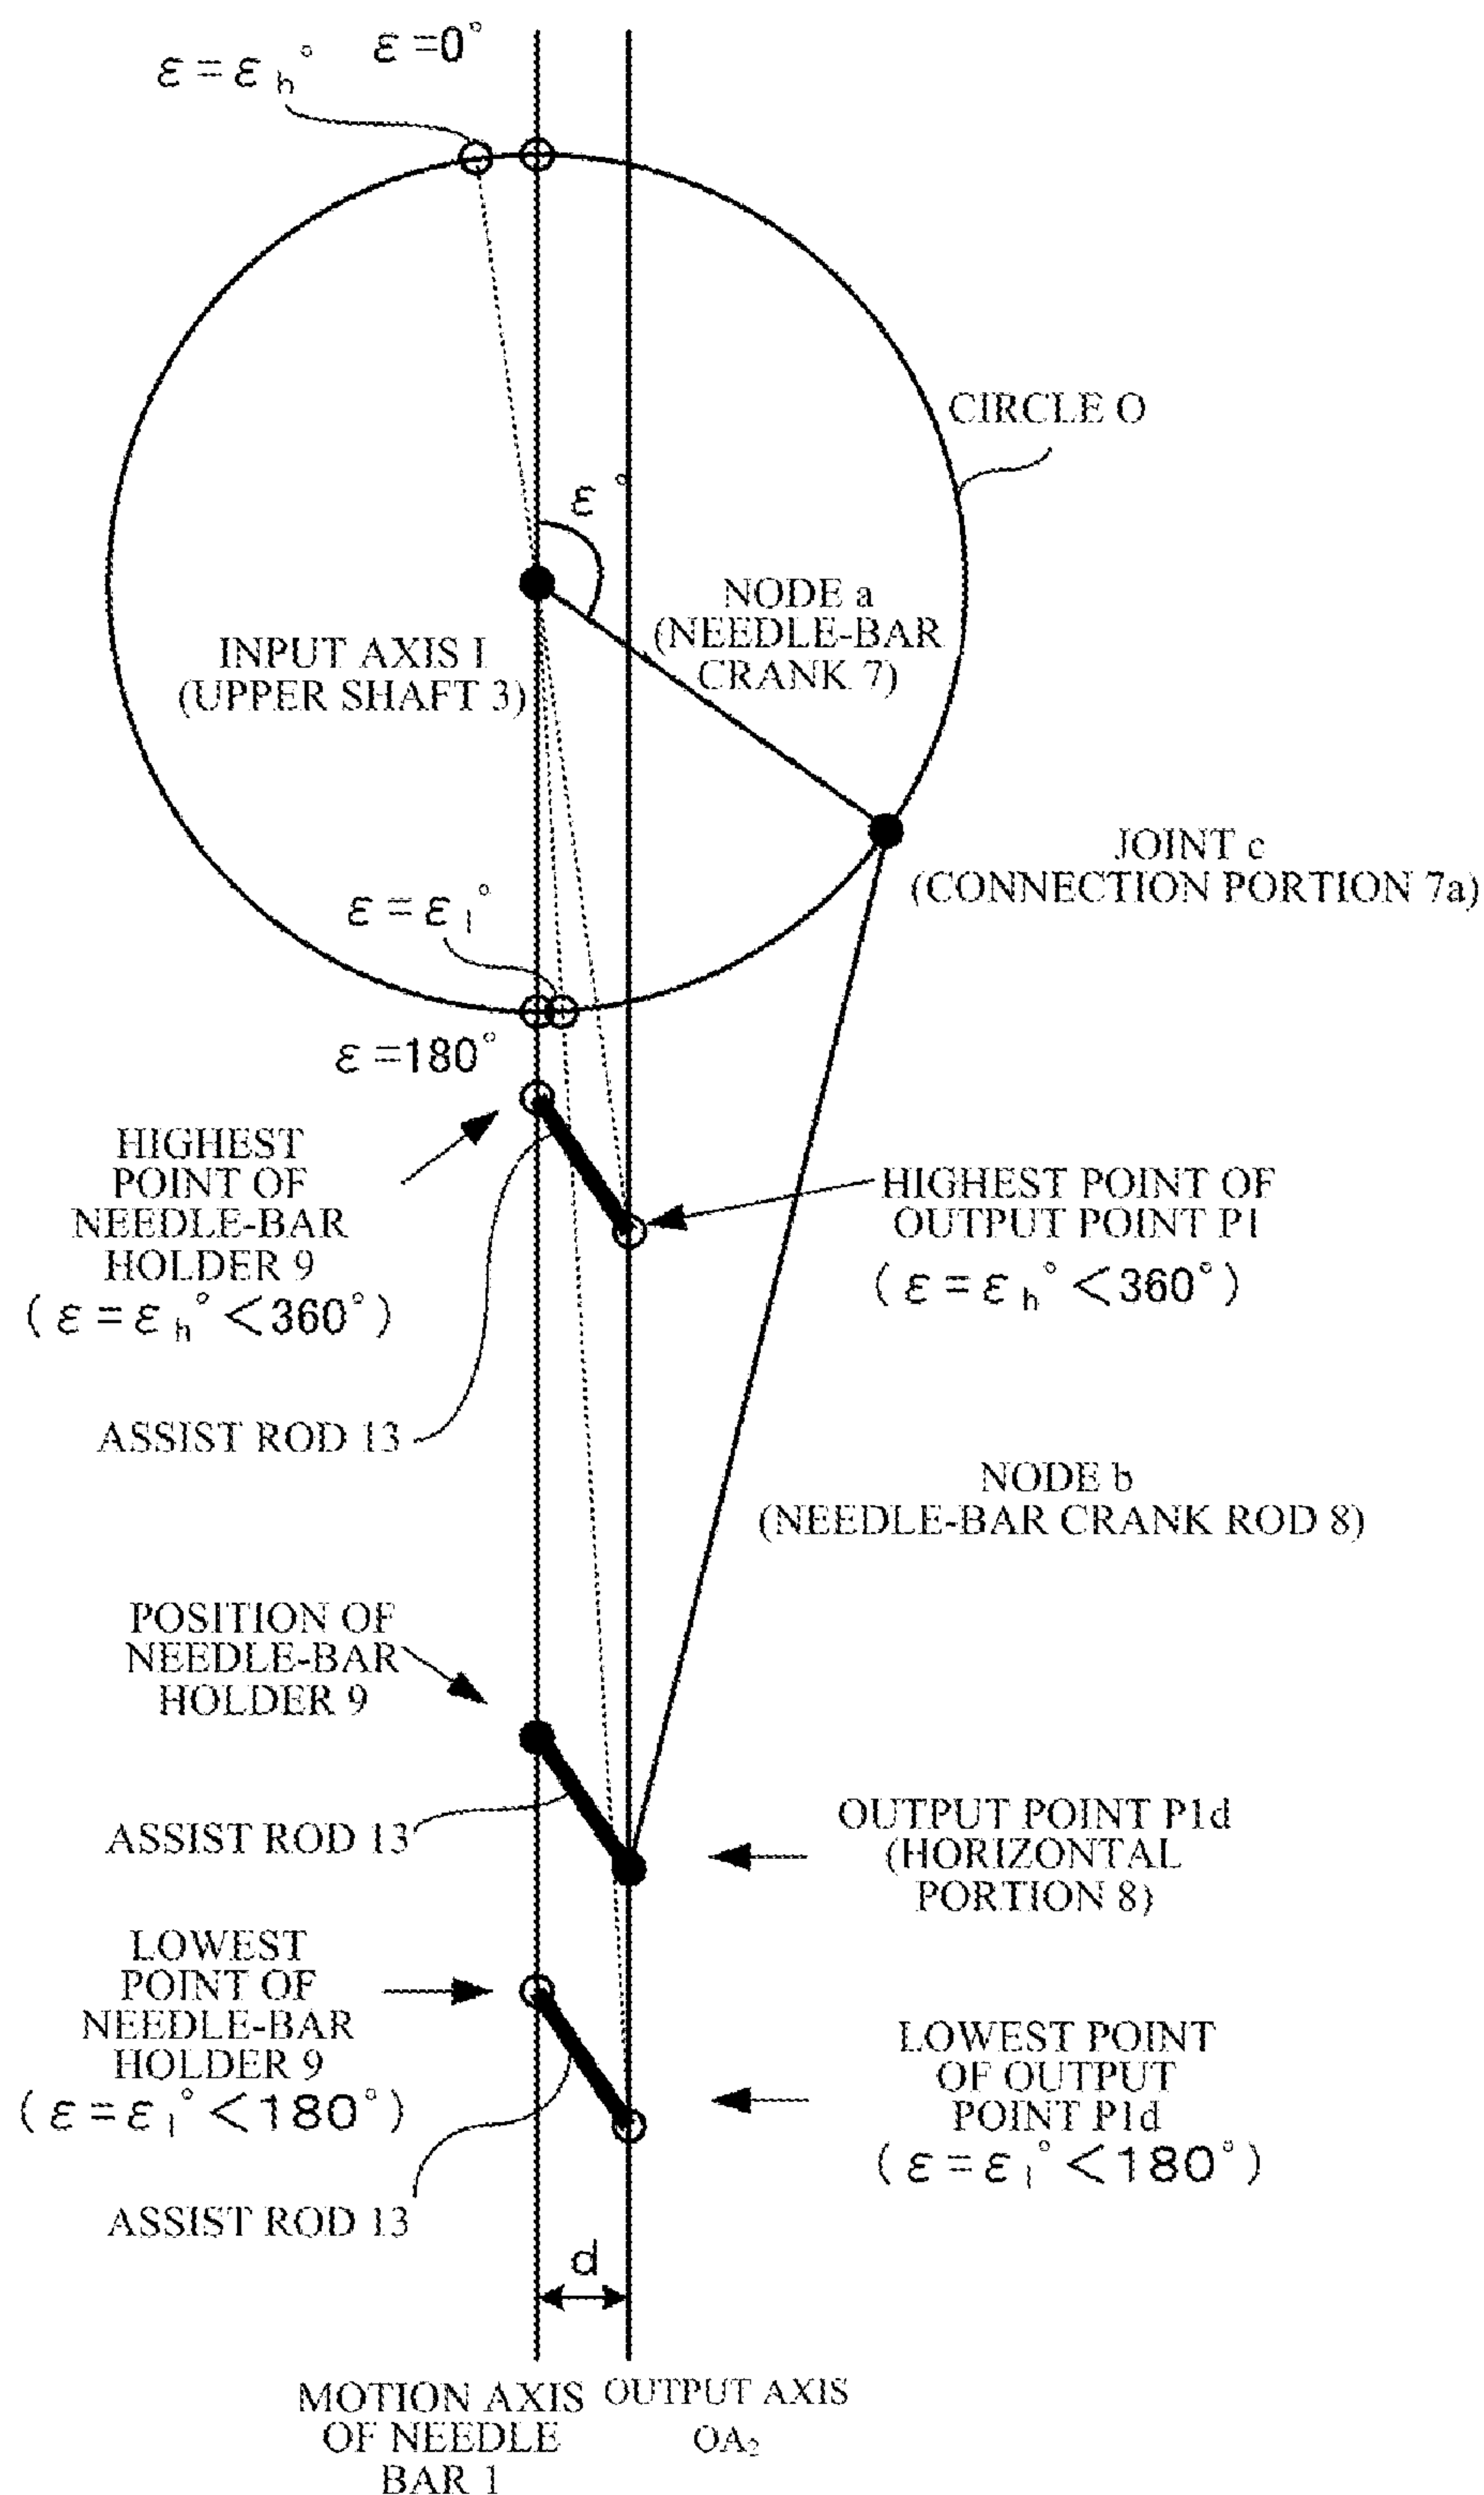 ε=0°
ε=εh°
CIRCLE O
ε°
NODE a
(NEEDLE-BAR
CRANK 7)
INPUT AXIS I
(UPPER SHAFT 3)
JOINT c
(CONNECTION PORTION 7a)
ε=εl°
ε=180°
HIGHEST
POINT OF
NEEDLE-BAR
HOLDER 9
(ε=εh°<360°)
HIGHEST POINT OF
OUTPUT POINT P1
(ε=εh°<360°)
ASSIST ROD 13
NODE b
(NEEDLE-BAR CRANK ROD 8)
POSITION OF
NEEDLE-BAR
HOLDER 9
ASSIST ROD 13
OUTPUT POINT P1d
(HORIZONTAL
PORTION 8)
LOWEST
POINT OF
NEEDLE-BAR
HOLDER 9
(ε=εl°<180°)
LOWEST POINT
OF OUTPUT
POINT P1d
(ε=εl°<180°)
ASSIST ROD 13
d
MOTION AXIS
OF NEEDLE
BAR 1
OUTPUT AXIS
OA₂